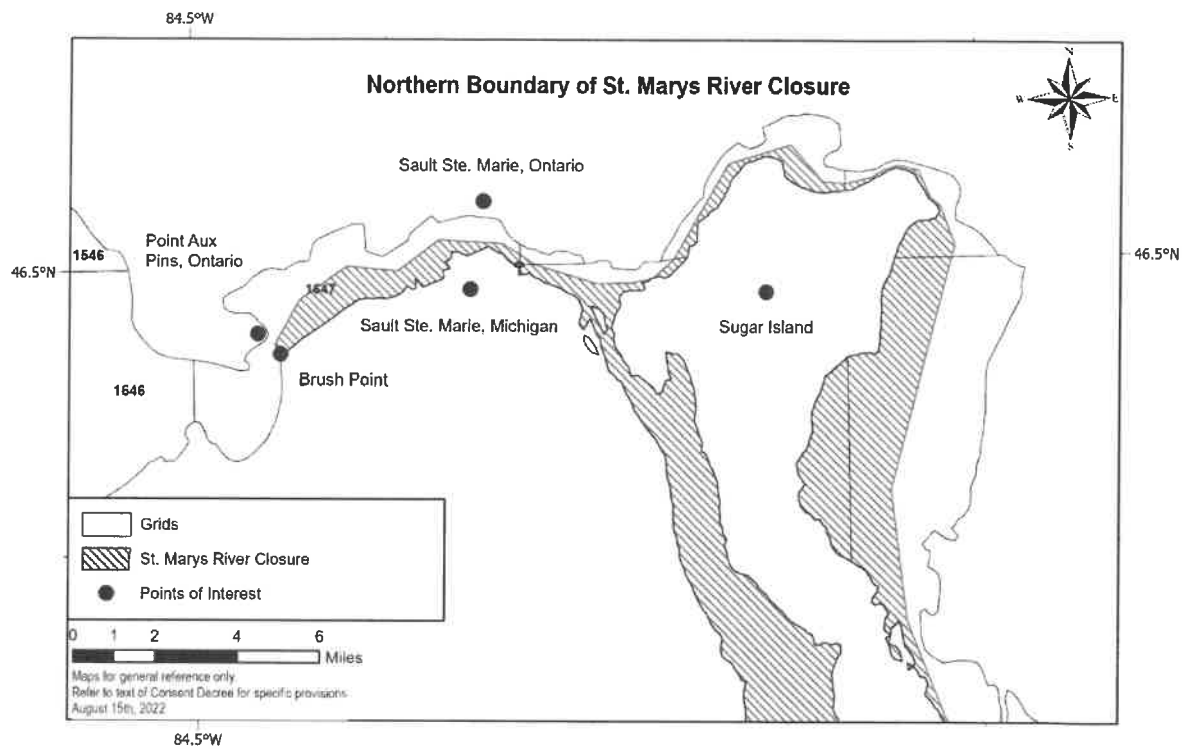 84.5°W
Northern Boundary of St. Marys River Closure
N
W
E
S
Sault Ste. Marie, Ontario
1546
Point Aux
Pins, Ontario
46.5°N
46.5°N
1547
Sault Ste. Marie, Michigan
Sugar Island
Brush Point
1646
Grids
St. Marys River Closure
Points of Interest
0 1 2 4 6
Miles
Maps for general reference only.
Refer to text of Consent Decree for specific provisions
August 15th, 2022
84.5°W